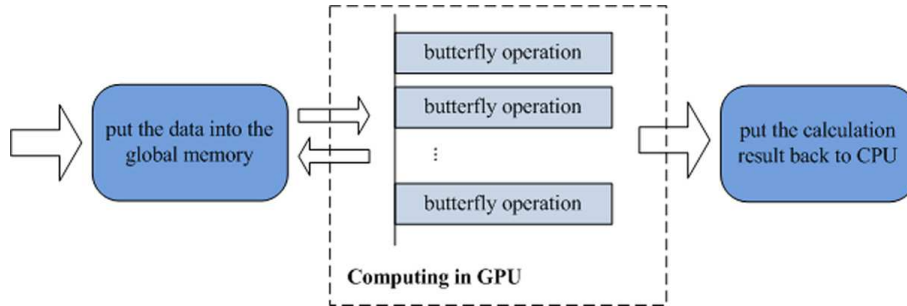 butterfly operation
put the data into the
global memory
butterfly operation
...
butterfly operation
Computing in GPU
put the calculation
result back to CPU